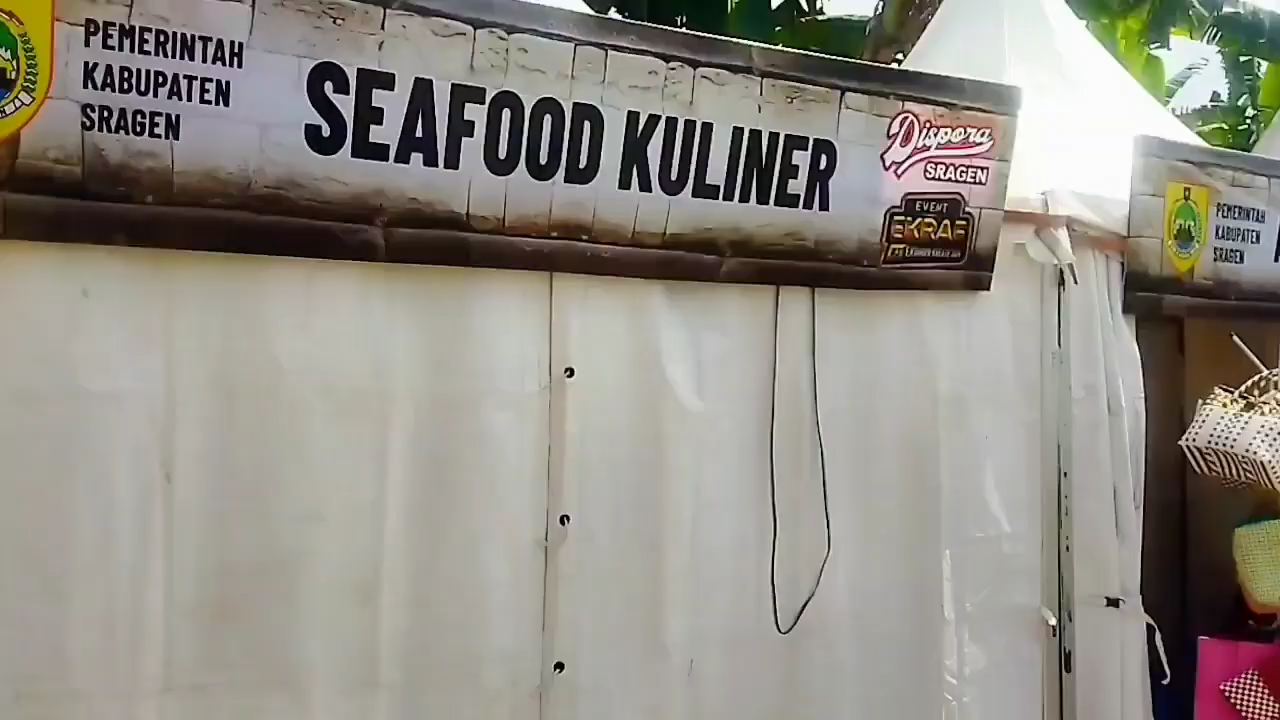 PEMERINTAH
KABUPATEN
SRAGEN
SEAFOOD KULINER
Dispora
SRAGEN
EVENT
EKRAF
PEMERINTAH
KABUPATEN
SRAGEN